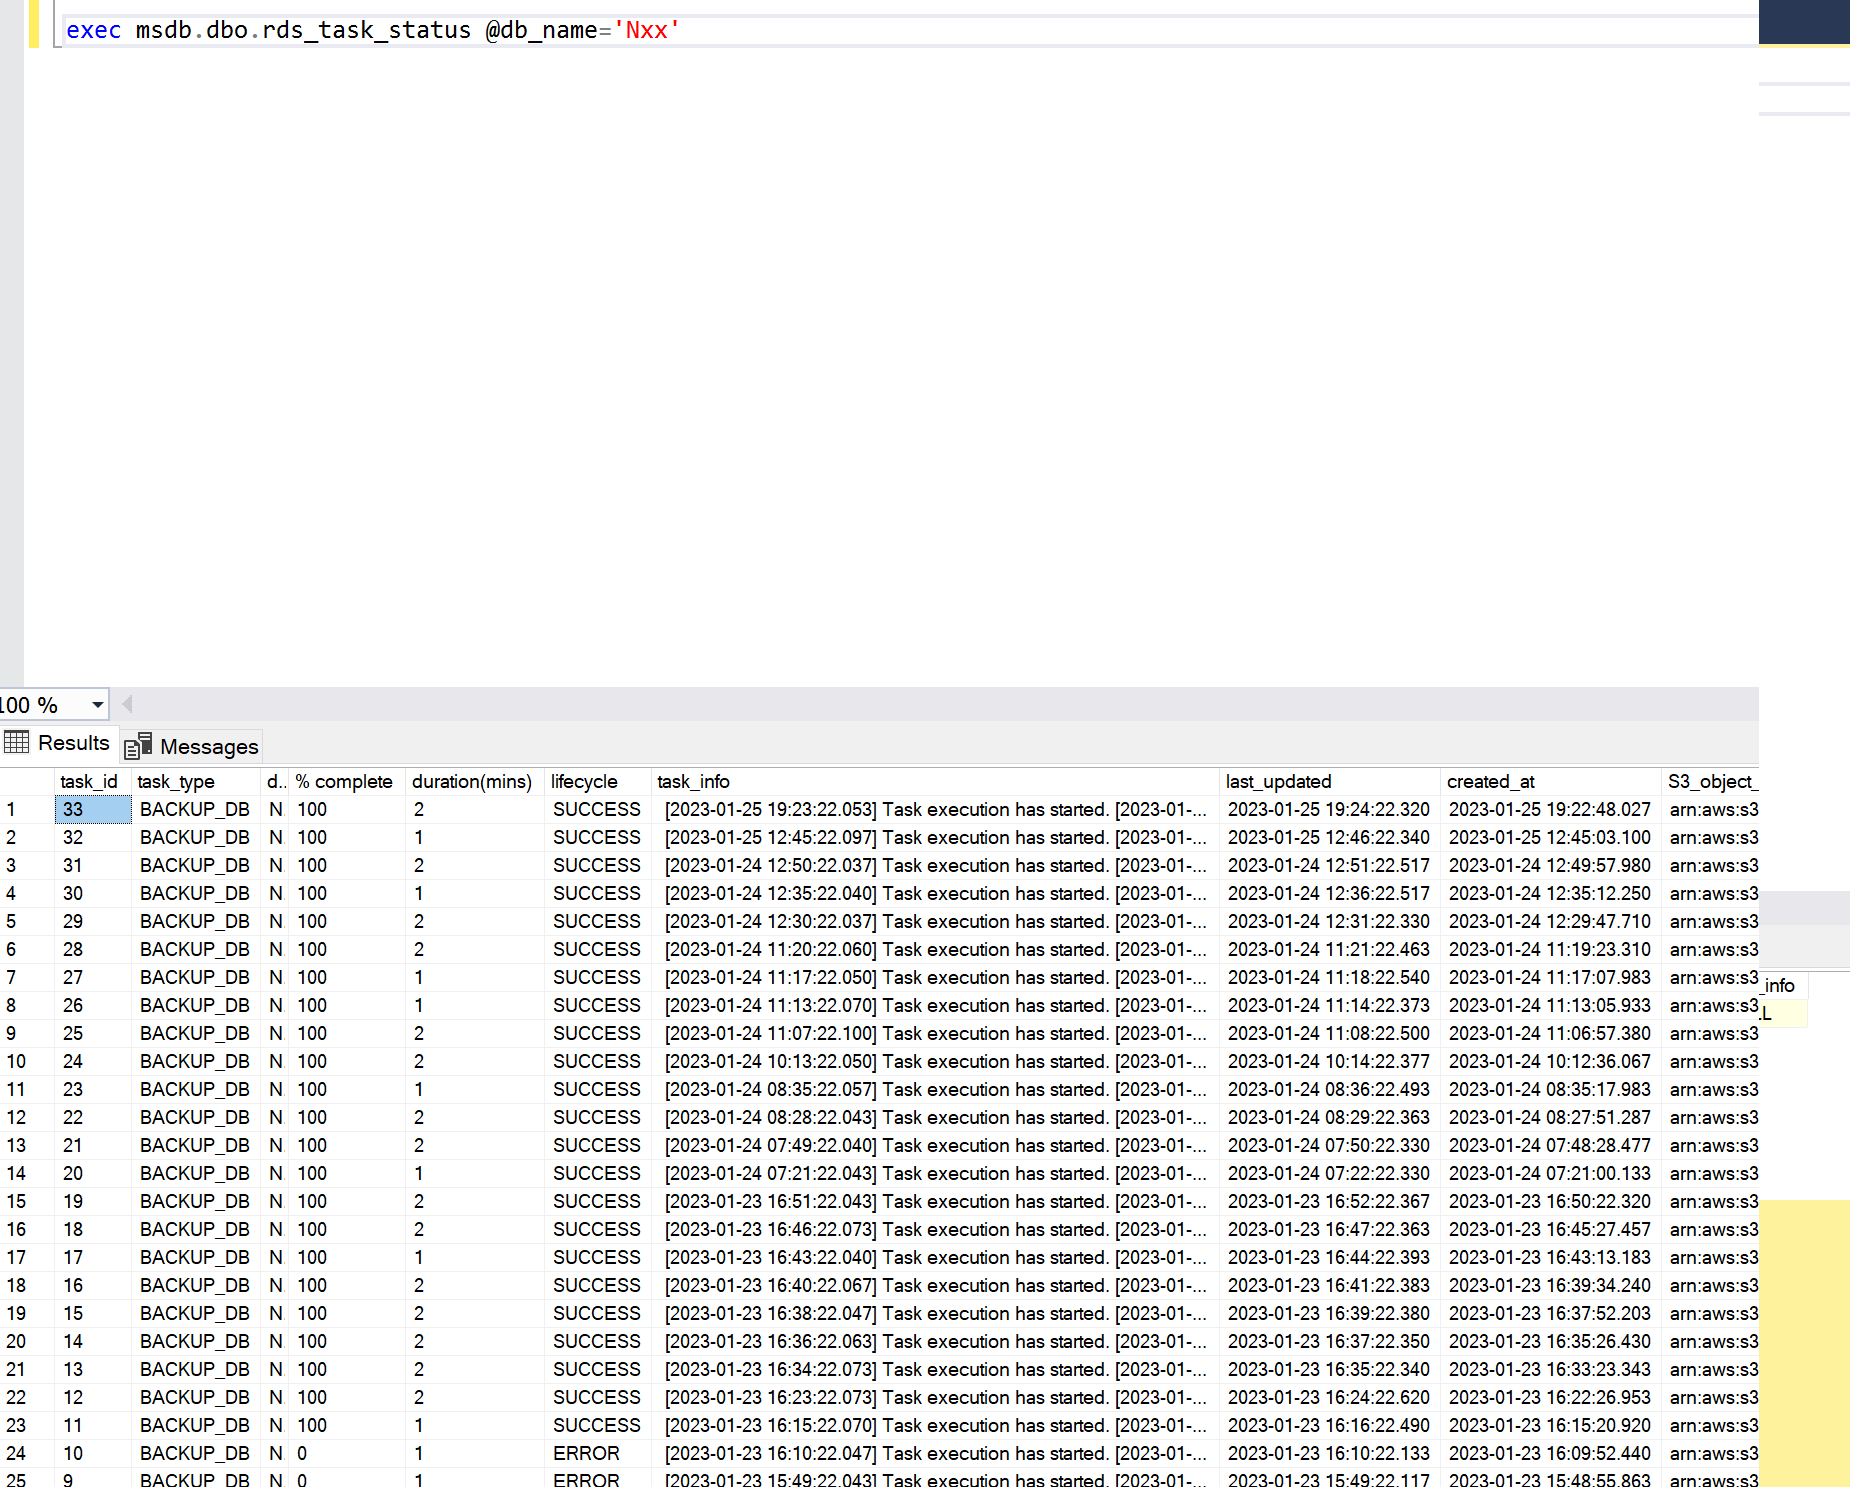 exec msdb.dbo.rds_task_status @db_name='Nxx'
100 %
Results Messages
task_id task_type d.. % complete duration(mins) lifecycle task_info last_updated created_at S3_object_
1 33 BACKUP_DB N. 100 2 SUCCESS [2023-01-25 19:23:22.053] Task execution has started. [2023-01-... 2023-01-25 19:24:22.320 2023-01-25 19:22:48.027 arn:aws:s3
2 32 BACKUP_DB N. 100 1 SUCCESS [2023-01-25 12:45:22.097] Task execution has started. [2023-01-... 2023-01-25 12:46:22.340 2023-01-25 12:45:03.100 arn:aws:s3
3 31 BACKUP_DB N. 100 2 SUCCESS [2023-01-24 12:50:22.037] Task execution has started. [2023-01-... 2023-01-24 12:51:22.517 2023-01-24 12:49:57.980 arn:aws:s3
4 30 BACKUP_DB N. 100 1 SUCCESS [2023-01-24 12:35:22.040] Task execution has started. [2023-01-... 2023-01-24 12:36:22.517 2023-01-24 12:35:12.250 arn:aws:s3
5 29 BACKUP_DB N. 100 2 SUCCESS [2023-01-24 12:30:22.037] Task execution has started. [2023-01-... 2023-01-24 12:31:22.330 2023-01-24 12:29:47.710 arn:aws:s3
6 28 BACKUP_DB N. 100 2 SUCCESS [2023-01-24 11:20:22.060] Task execution has started. [2023-01-... 2023-01-24 11:21:22.463 2023-01-24 11:19:23.310 arn:aws:s3
7 27 BACKUP_DB N. 100 1 SUCCESS [2023-01-24 11:17:22.050] Task execution has started. [2023-01-... 2023-01-24 11:18:22.540 2023-01-24 11:17:07.983 arn:aws:s3
_info
8 26 BACKUP_DB N. 100 1 SUCCESS [2023-01-24 11:13:22.070] Task execution has started. [2023-01-... 2023-01-24 11:14:22.373 2023-01-24 11:13:05.933 arn:aws:s3
LL
9 25 BACKUP_DB N. 100 2 SUCCESS [2023-01-24 11:07:22.100] Task execution has started. [2023-01-... 2023-01-24 11:08:22.500 2023-01-24 11:06:57.380 arn:aws:s3
10 24 BACKUP_DB N. 100 2 SUCCESS [2023-01-24 10:13:22.050] Task execution has started. [2023-01-... 2023-01-24 10:14:22.377 2023-01-24 10:12:36.067 arn:aws:s3
11 23 BACKUP_DB N. 100 1 SUCCESS [2023-01-24 08:35:22.057] Task execution has started. [2023-01-... 2023-01-24 08:36:22.493 2023-01-24 08:35:17.983 arn:aws:s3
12 22 BACKUP_DB N. 100 2 SUCCESS [2023-01-24 08:28:22.043] Task execution has started. [2023-01-... 2023-01-24 08:29:22.363 2023-01-24 08:27:51.287 arn:aws:s3
13 21 BACKUP_DB N. 100 2 SUCCESS [2023-01-24 07:49:22.040] Task execution has started. [2023-01-... 2023-01-24 07:50:22.330 2023-01-24 07:48:28.477 arn:aws:s3
14 20 BACKUP_DB N. 100 1 SUCCESS [2023-01-24 07:21:22.043] Task execution has started. [2023-01-... 2023-01-24 07:22:22.330 2023-01-24 07:21:00.133 arn:aws:s3
15 19 BACKUP_DB N. 100 2 SUCCESS [2023-01-23 16:51:22.043] Task execution has started. [2023-01-... 2023-01-23 16:52:22.367 2023-01-23 16:50:22.320 arn:aws:s3
16 18 BACKUP_DB N. 100 2 SUCCESS [2023-01-23 16:46:22.073] Task execution has started. [2023-01-... 2023-01-23 16:47:22.363 2023-01-23 16:45:27.457 arn:aws:s3
17 17 BACKUP_DB N. 100 1 SUCCESS [2023-01-23 16:43:22.040] Task execution has started. [2023-01-... 2023-01-23 16:44:22.393 2023-01-23 16:43:13.183 arn:aws:s3
18 16 BACKUP_DB N. 100 2 SUCCESS [2023-01-23 16:40:22.067] Task execution has started. [2023-01-... 2023-01-23 16:41:22.383 2023-01-23 16:39:34.240 arn:aws:s3
19 15 BACKUP_DB N. 100 2 SUCCESS [2023-01-23 16:38:22.047] Task execution has started. [2023-01-... 2023-01-23 16:39:22.380 2023-01-23 16:37:52.203 arn:aws:s3
20 14 BACKUP_DB N. 100 2 SUCCESS [2023-01-23 16:36:22.063] Task execution has started. [2023-01-... 2023-01-23 16:37:22.350 2023-01-23 16:35:26.430 arn:aws:s3
21 13 BACKUP_DB N. 100 2 SUCCESS [2023-01-23 16:34:22.073] Task execution has started. [2023-01-... 2023-01-23 16:35:22.340 2023-01-23 16:33:23.343 arn:aws:s3
22 12 BACKUP_DB N. 100 2 SUCCESS [2023-01-23 16:23:22.073] Task execution has started. [2023-01-... 2023-01-23 16:24:22.620 2023-01-23 16:22:26.953 arn:aws:s3
23 11 BACKUP_DB N. 100 1 SUCCESS [2023-01-23 16:15:22.070] Task execution has started. [2023-01-... 2023-01-23 16:16:22.490 2023-01-23 16:15:20.920 arn:aws:s3
24 10 BACKUP_DB N. 0 1 ERROR [2023-01-23 16:10:22.047] Task execution has started. [2023-01-... 2023-01-23 16:10:22.133 2023-01-23 16:09:52.440 arn:aws:s3
25 9 BACKUP_DB N. 0 1 ERROR [2023-01-23 15:49:22.043] Task execution has started. [2023-01-... 2023-01-23 15:49:22.117 2023-01-23 15:48:55.863 arn:aws:s3